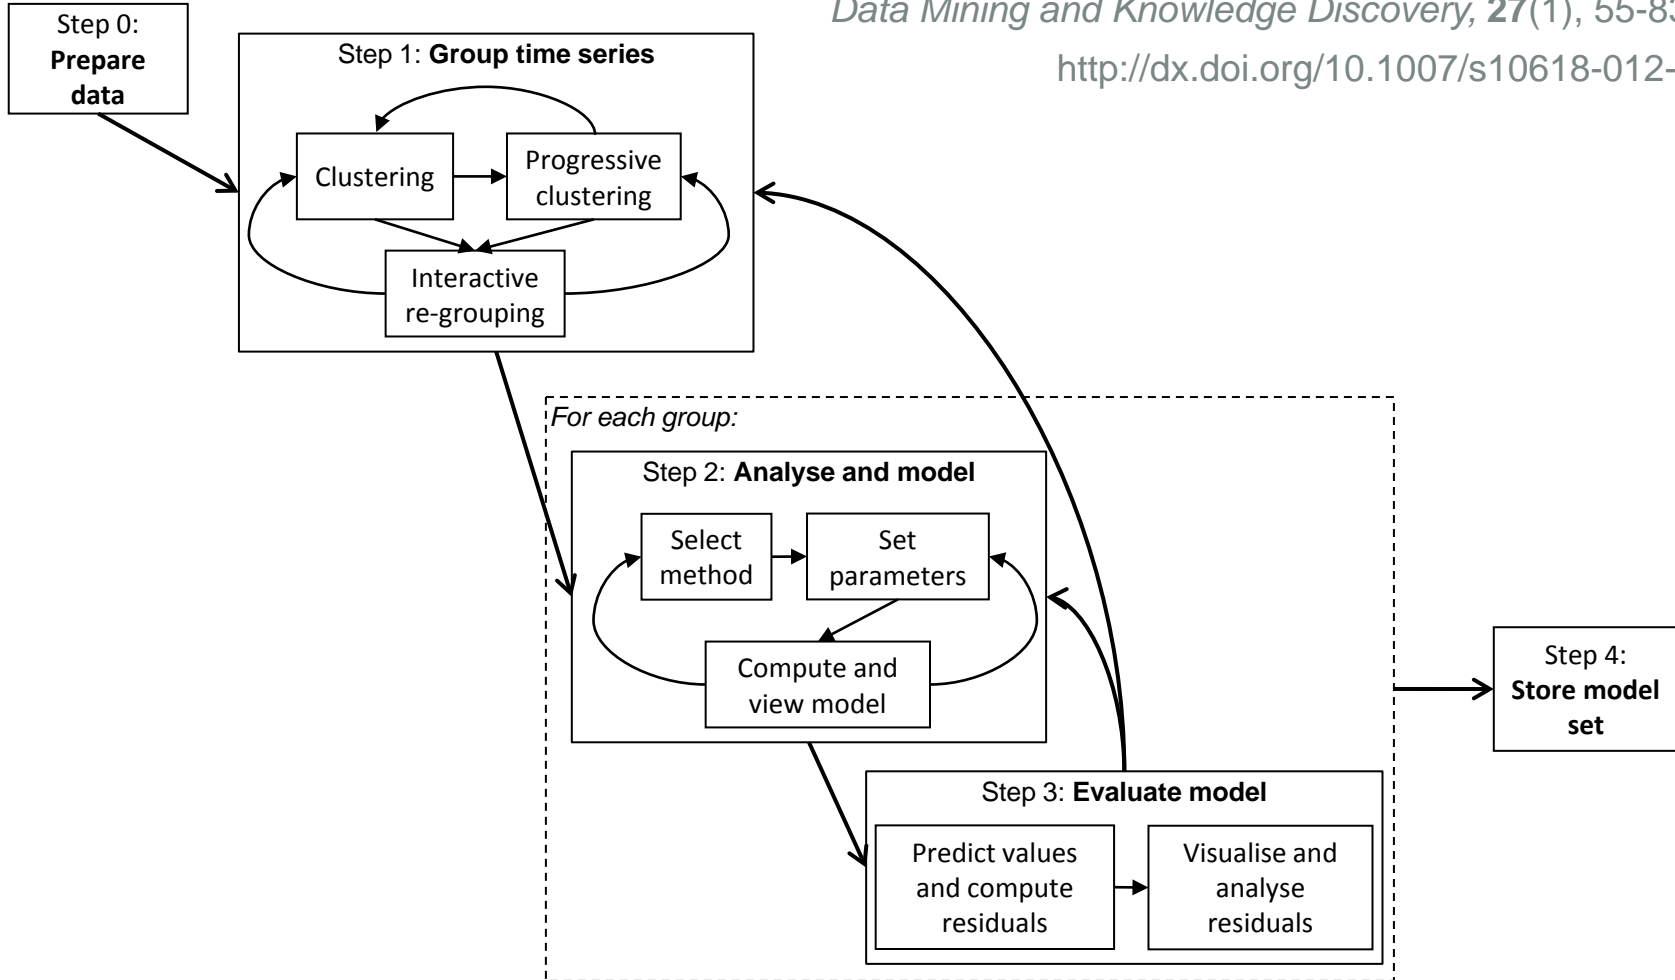 Data Mining and Knowledge Discovery, 27(1), 55-83
http://dx.doi.org/10.1007/s10618-012-
Step 0:
Prepare
data
Step 1: Group time series
Clustering
Progressive
clustering
Interactive
re-grouping
For each group:
Step 2: Analyse and model
Select
method
Set
parameters
Compute and
view model
Step 3: Evaluate model
Predict values
and compute
residuals
Visualise and
analyse
residuals
Step 4:
Store model
set